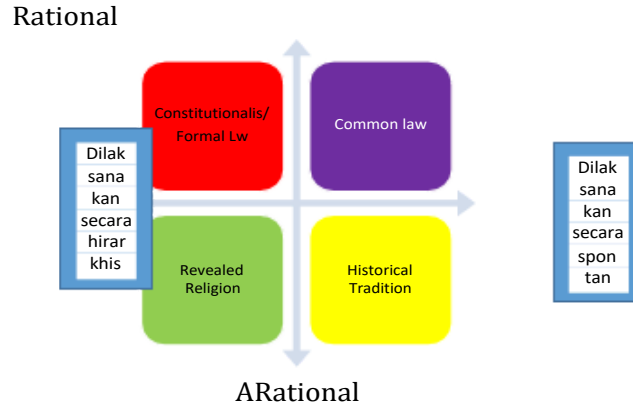 Rational
Constitutionalis/
Formal Lw
Common law
Dilak
sana
kan
secara
hirar
khis
Dilak
sana
kan
secara
spon
tan
Revealed
Religion
Historical
Tradition
ARational